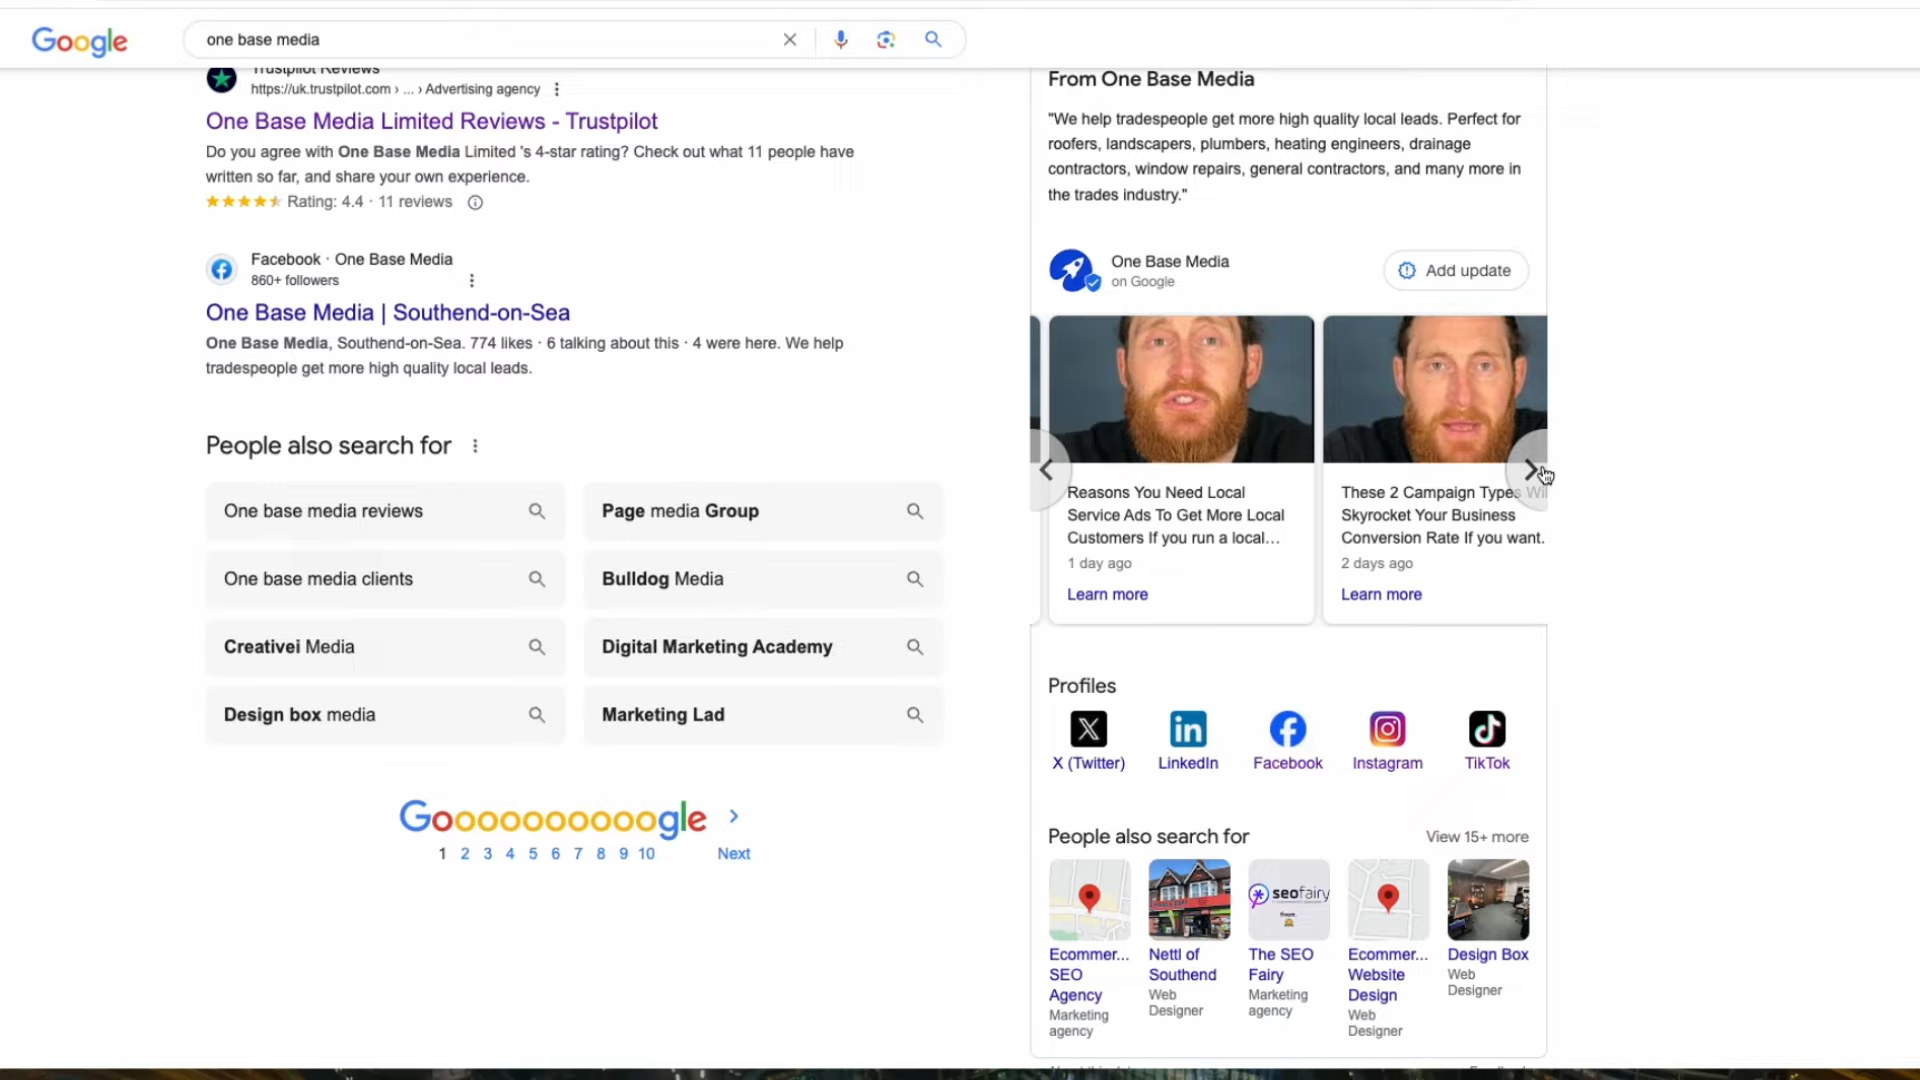 Google
one base media
Trustpilot Reviews
https://uk.trustpilot.com › ... › Advertising agency
One Base Media Limited Reviews - Trustpilot
Do you agree with One Base Media Limited 's 4-star rating? Check out what 11 people have
written so far, and share your own experience.
Rating: 4.4 · 11 reviews
Facebook · One Base Media
860+ followers
One Base Media | Southend-on-Sea
One Base Media, Southend-on-Sea. 774 likes · 6 talking about this · 4 were here. We help
tradespeople get more high quality local leads.
People also search for
One base media reviews
Page media Group
One base media clients
Bulldog Media
Creativei Media
Digital Marketing Academy
Design box media
Marketing Lad
Goooooooooogle
1 2 3 4 5 6 7 8 9 10 Next
From One Base Media
"We help tradespeople get more high quality local leads. Perfect for
roofers, landscapers, plumbers, heating engineers, drainage
contractors, window repairs, general contractors, and many more in
the trades industry."
One Base Media
on Google
Add update
Reasons You Need Local
Service Ads To Get More Local
Customers If you run a local...
1 day ago
Learn more
These 2 Campaign Types Wil
Skyrocket Your Business
Conversion Rate If you want.
2 days ago
Learn more
Profiles
X (Twitter)
LinkedIn
Facebook
Instagram
TikTok
People also search for
View 15+ more
seofairy
Ecommer...
SEO
Agency
Marketing
agency
Nettl of
Southend
Web
Designer
The SEO
Fairy
Marketing
agency
Ecommer...
Website
Design
Web
Designer
Design Box
Web
Designer